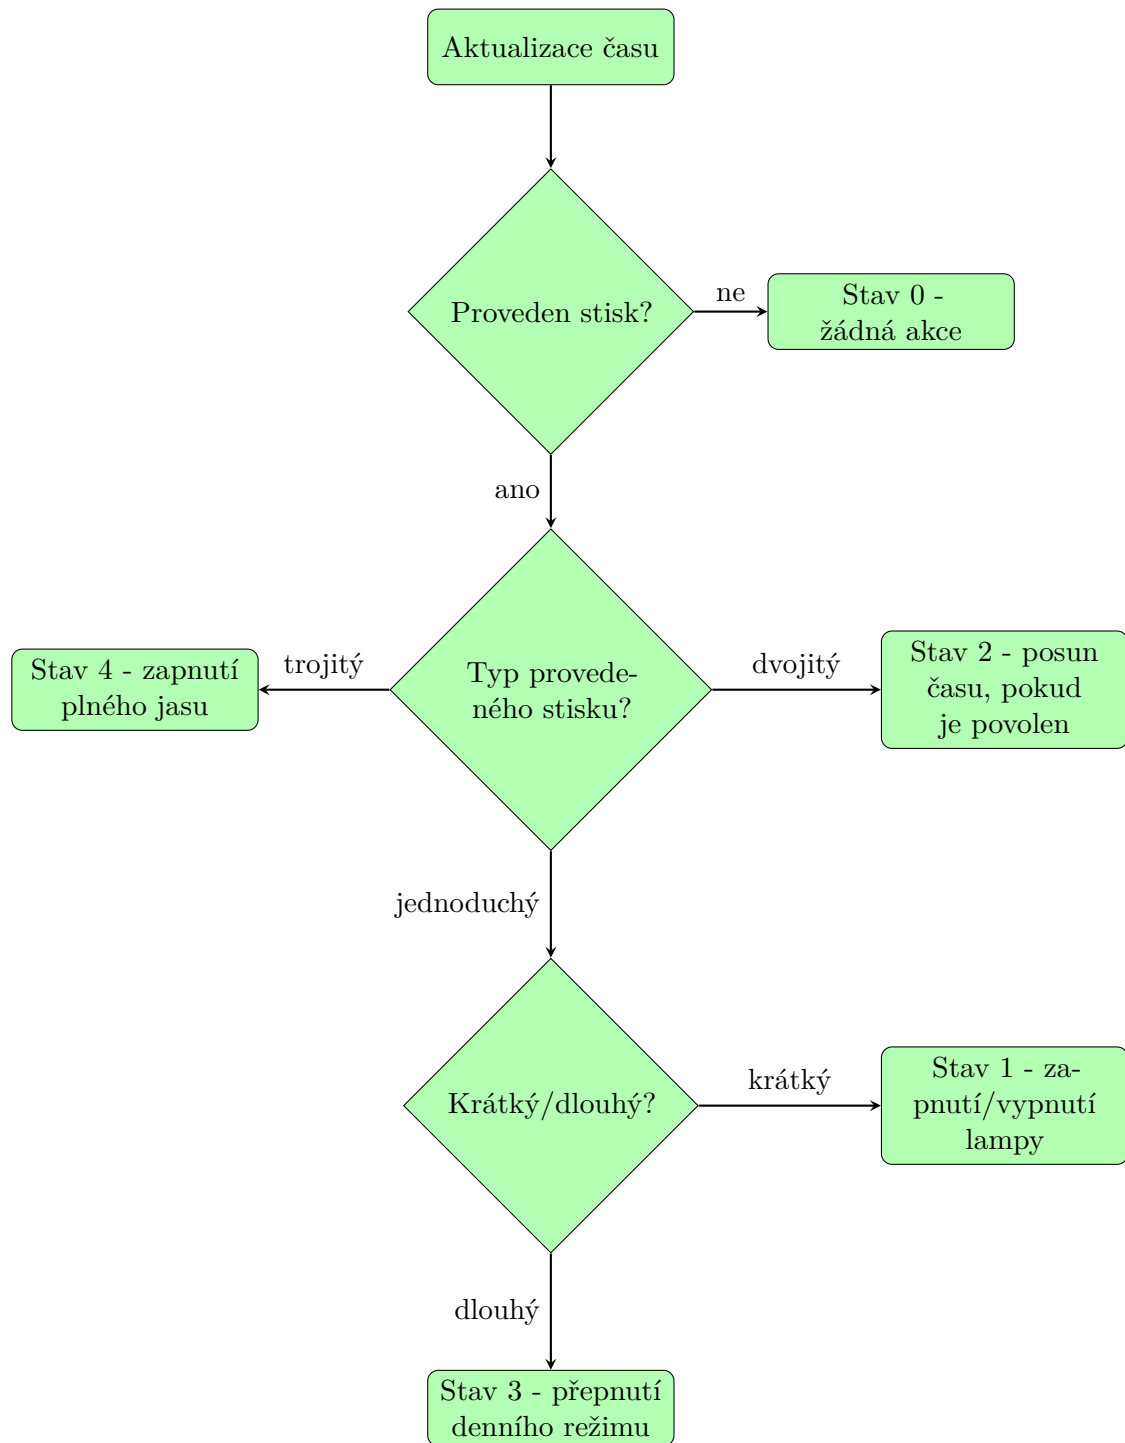 Aktualizace času
Proveden stisk?
ne
Stav 0 -
žádná akce
ano
Stav 4 - zapnutí
plného jasu
trojitý
Typ provede-
ného stisku?
dvojitý
Stav 2 - posun
času, pokud
je povolen
jednoduchý
Krátký/dlouhý?
krátký
Stav 1 - za-
pnutí/vypnutí
lampy
dlouhý
Stav 3 - přepnutí
denního režimu